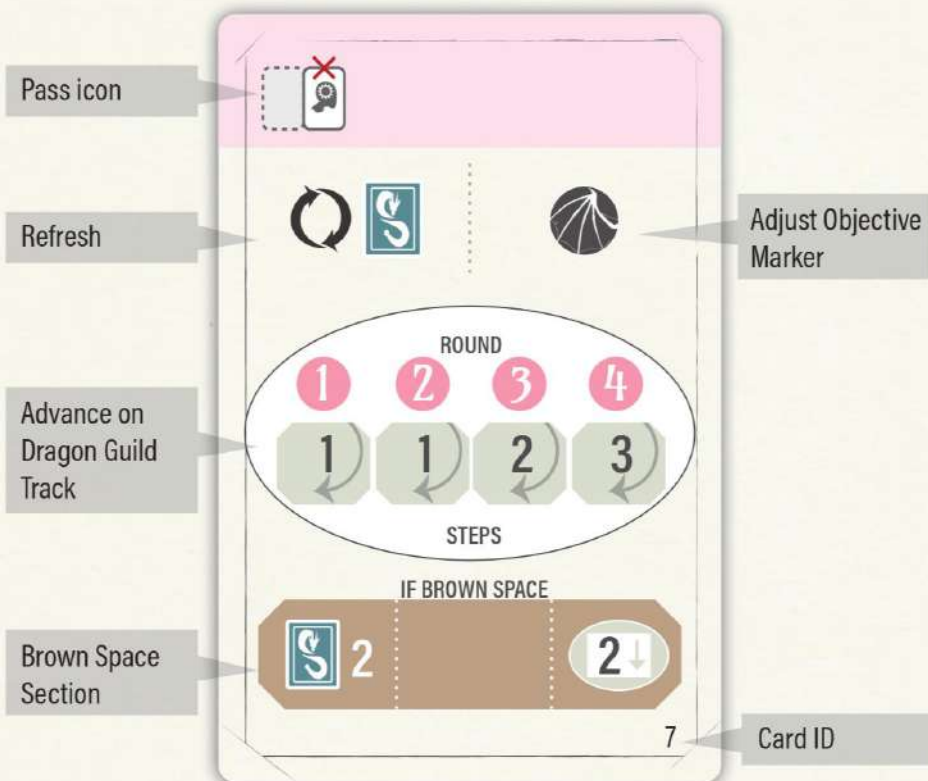 Pass icon
Refresh
Adjust Objective
Marker
ROUND
1 2 3 4
Advance on
Dragon Guild
Track
1 1 2 3
STEPS
IF BROWN SPACE
Brown Space
Section
2 2
7
Card ID